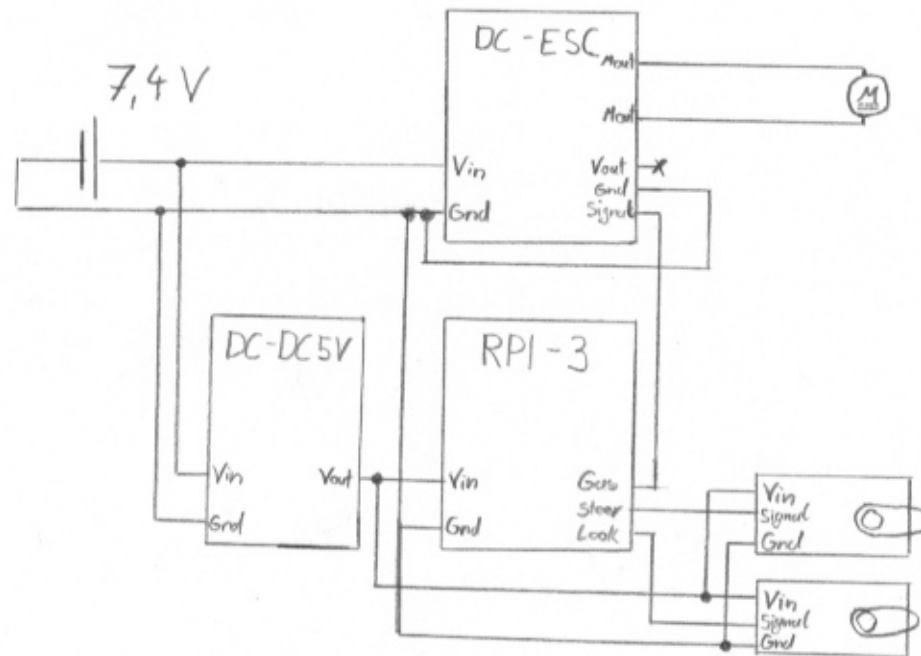 DC-ESC
7,4 V
Mout
Mout
Vin
Vout
Gnd
Gnd
Signal
M
DC-DC5V
RPI-3
Vin
Vout
Vin
Gnd
Gnd
Steer
Look
Vin
Signal
Gnd
Vin
Signal
Gnd